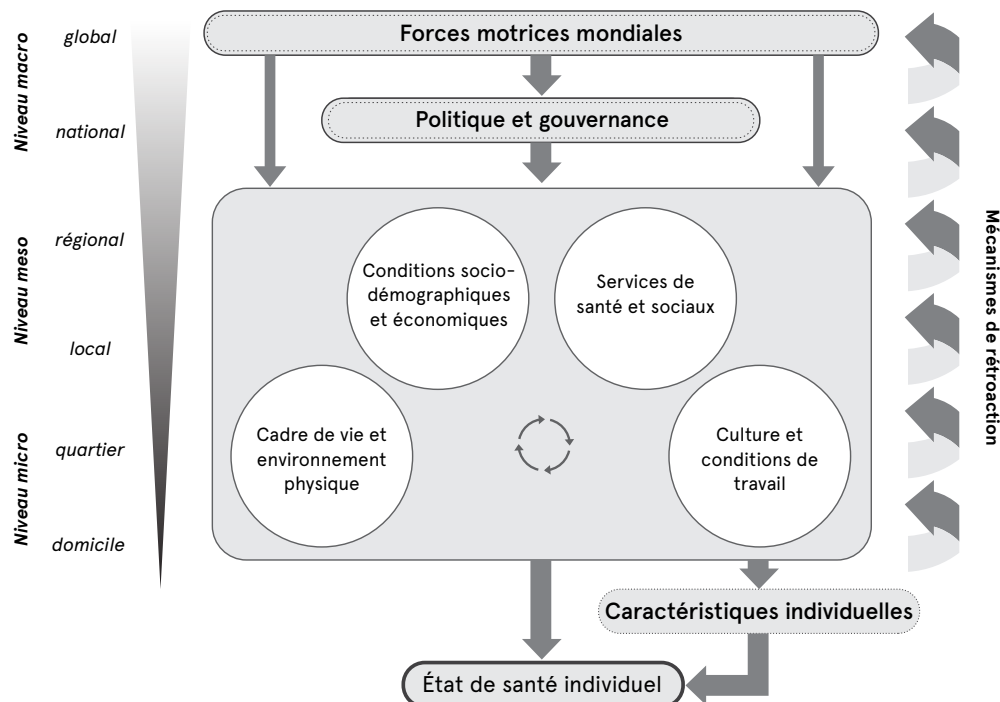 Niveau macro
global
national
Niveau meso
régional
local
Niveau micro
quartier
domicile
Forces motrices mondiales
Politique et gouvernance
Conditions socio-
démographiques
et économiques
Services de
santé et sociaux
Cadre de vie et
environnement
physique
Culture et
conditions de
travail
Caractéristiques individuelles
État de santé individuel
Mécanismes de rétroaction